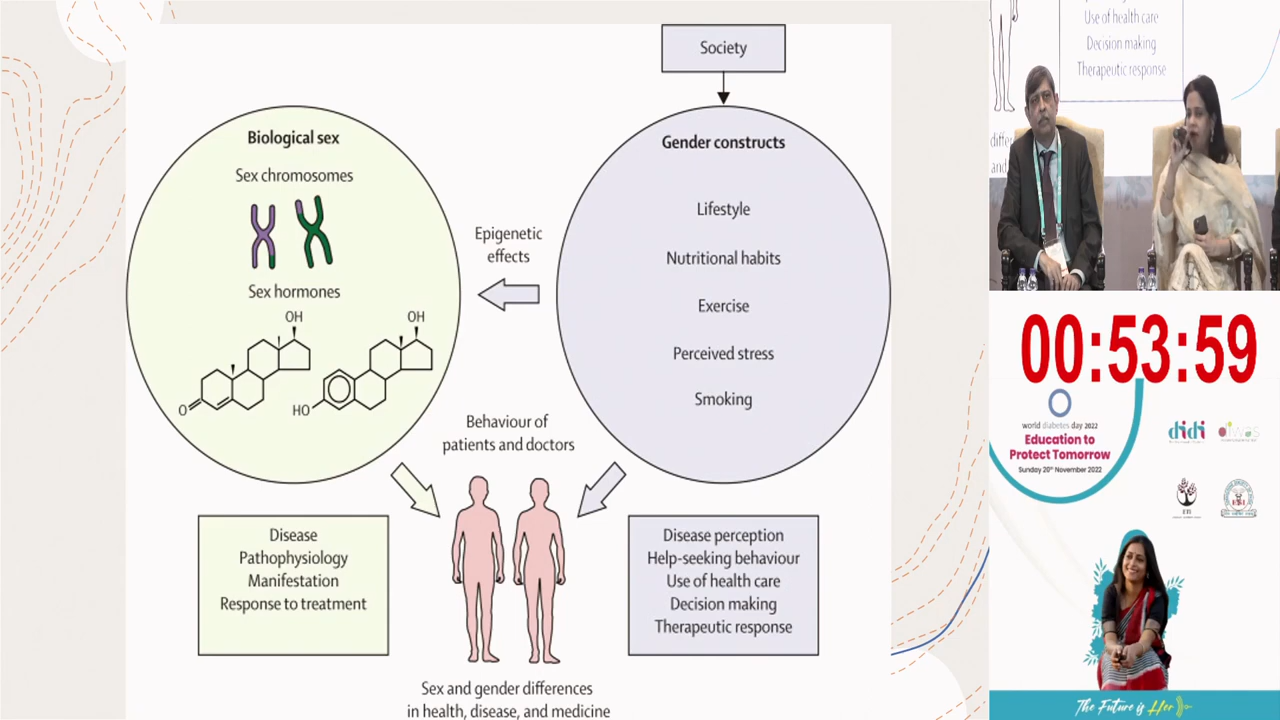 Society
Biological sex
Sex chromosomes
Sex hormones
OH
O
OH
HO
Epigenetic
effects
Gender constructs
Lifestyle
Nutritional habits
Exercise
Perceived stress
Smoking
Behaviour of
patients and doctors
Disease
Pathophysiology
Manifestation
Response to treatment
Disease perception
Help-seeking behaviour
Use of health care
Decision making
Therapeutic response
Sex and gender differences
in health, disease, and medicine
Use of health care
Decision making
Therapeutic response
and
00:53:59
world diabetes day 2022
Education to
Protect Tomorrow
Sunday 20th November 2022
didi
The Future is Her